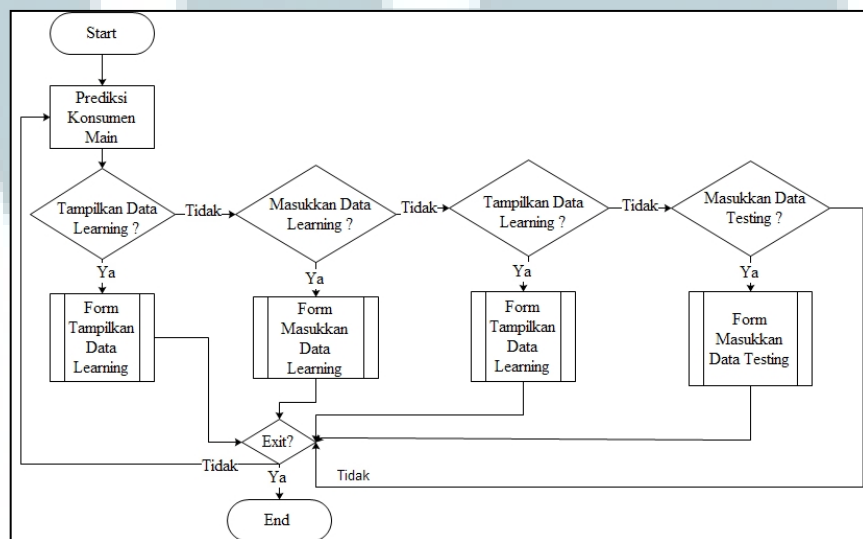 Start
Prediksi
Konsumen
Main
Tampilkan Data
Learning ?
Tidak
Masukkan Data
Learning ?
Tidak
Tampilkan Data
Learning ?
Tidak
Masukkan Data
Testing ?
Ya
Ya
Ya
Ya
Form
Tampilkan
Data
Learning
Form
Masukkan
Data
Learning
Form
Tampilkan
Data
Learning
Form
Masukkan
Data Testing
Exit?
Tidak
Ya
Tidak
End